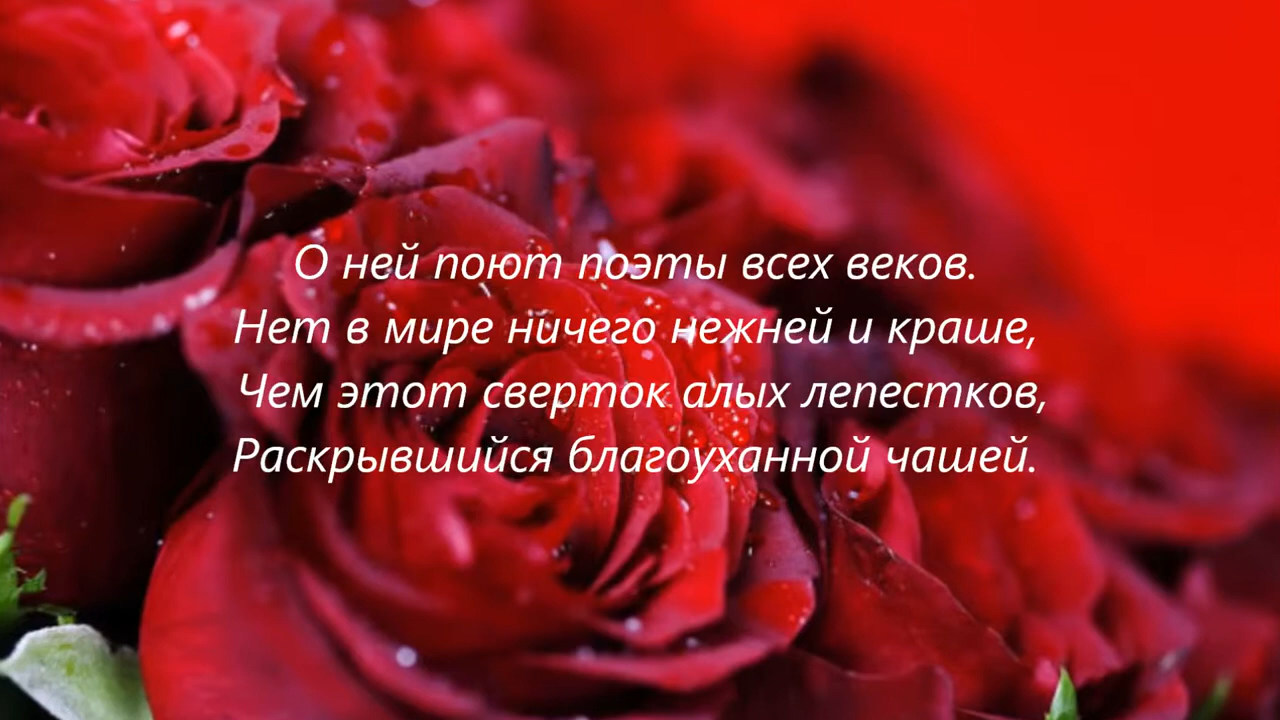 О ней поют поэты всех веков.
Нет в мире ничего нежней и краше,
Чем этот сверток алых лепестков,
Раскрывшийся благоуханной чашей.